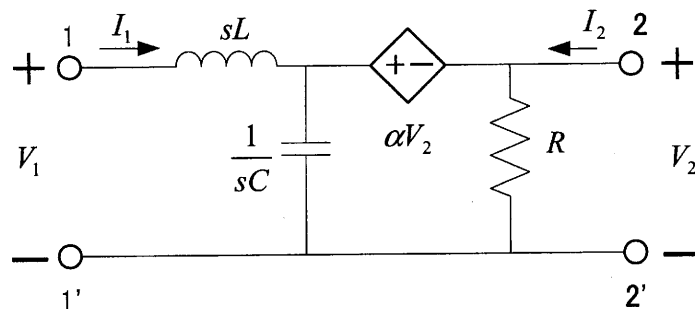 1 I₁ sL I₂ 2
+ + − +
V₁ 1/sC αV₂ R V₂
− −
1' 2'